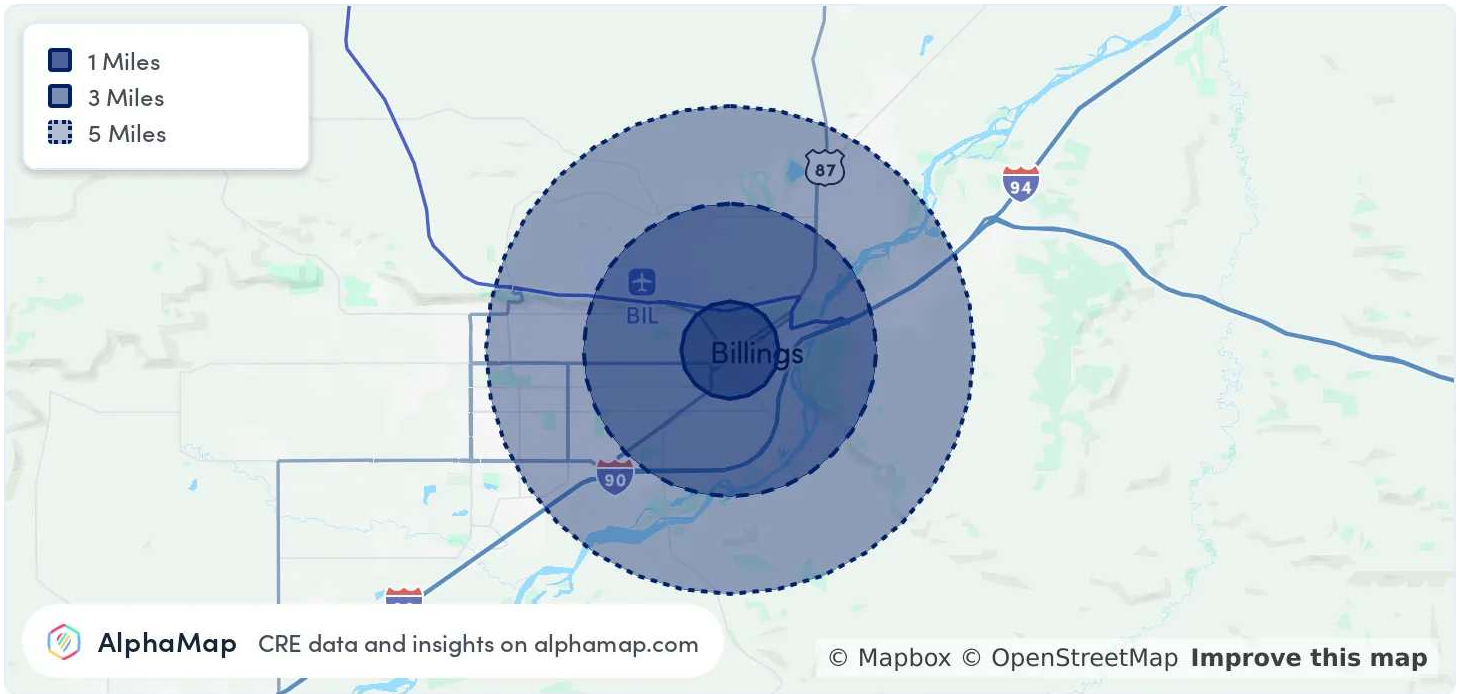 1 Miles
3 Miles
5 Miles
87
94
BIL
Billings
90
AlphaMap CRE data and insights on alphamap.com
© Mapbox © OpenStreetMap Improve this map